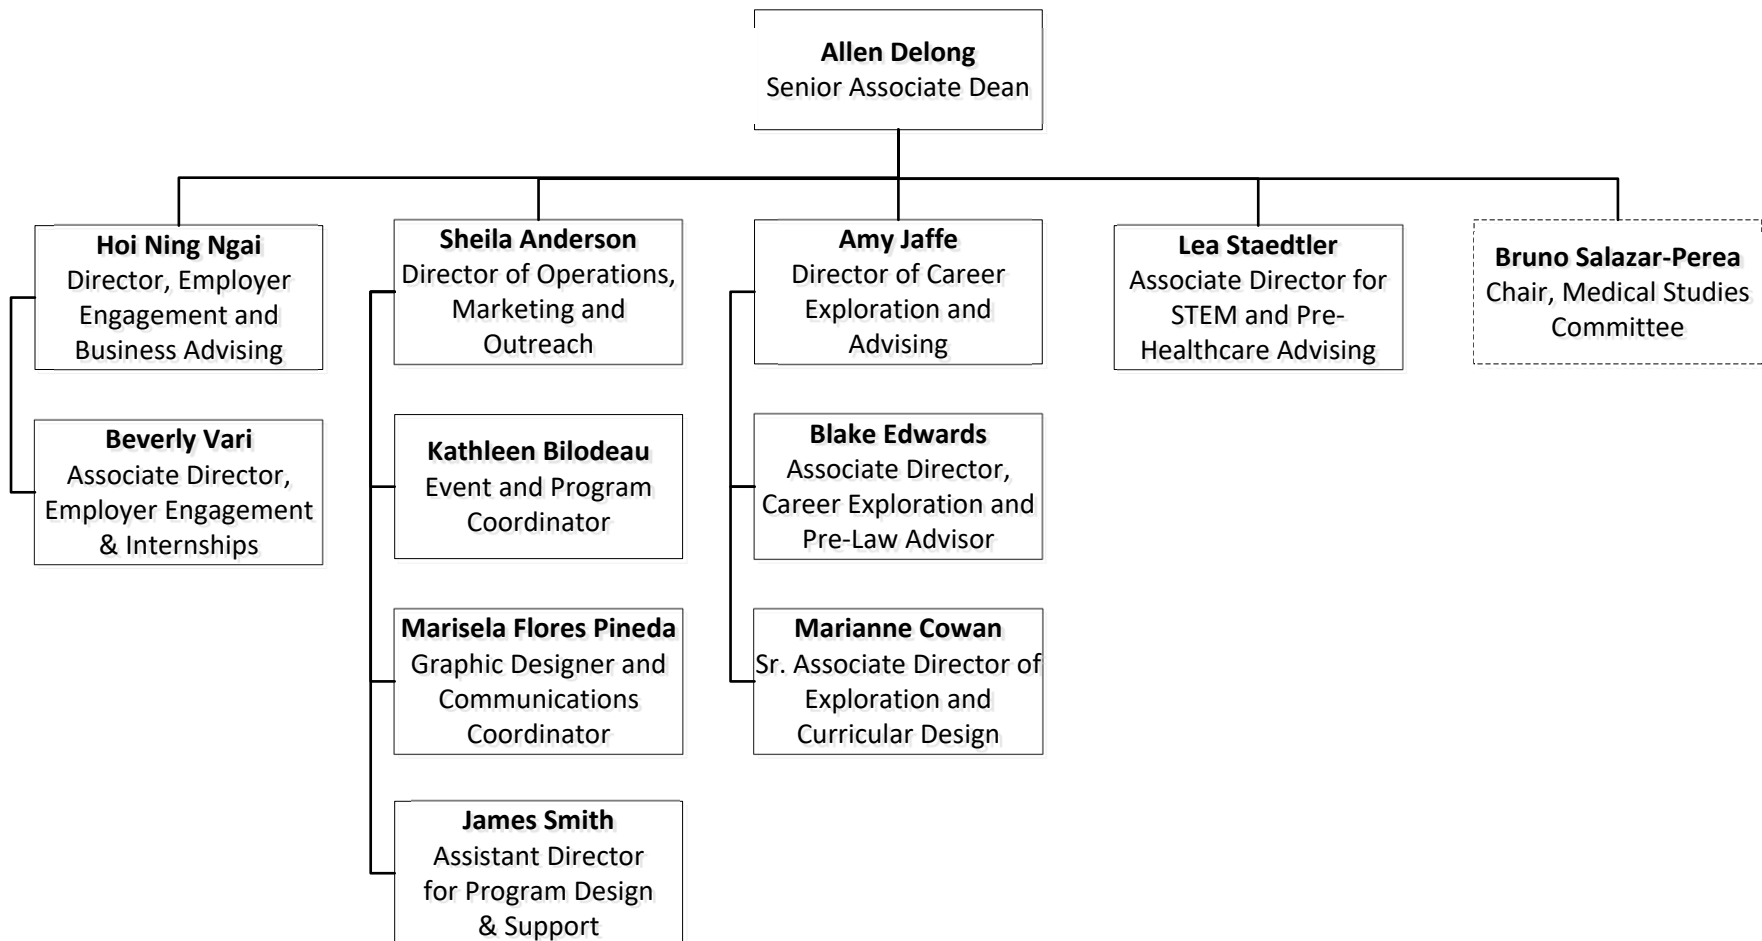 Allen Delong
Senior Associate Dean
Hoi Ning Ngai
Director, Employer
Engagement and
Business Advising
Sheila Anderson
Director of Operations,
Marketing and
Outreach
Amy Jaffe
Director of Career
Exploration and
Advising
Lea Staedtler
Associate Director for
STEM and Pre-
Healthcare Advising
Bruno Salazar-Perea
Chair, Medical Studies
Committee
Beverly Vari
Associate Director,
Employer Engagement
& Internships
Kathleen Bilodeau
Event and Program
Coordinator
Blake Edwards
Associate Director,
Career Exploration and
Pre-Law Advisor
Marisela Flores Pineda
Graphic Designer and
Communications
Coordinator
Marianne Cowan
Sr. Associate Director of
Exploration and
Curricular Design
James Smith
Assistant Director
for Program Design
& Support